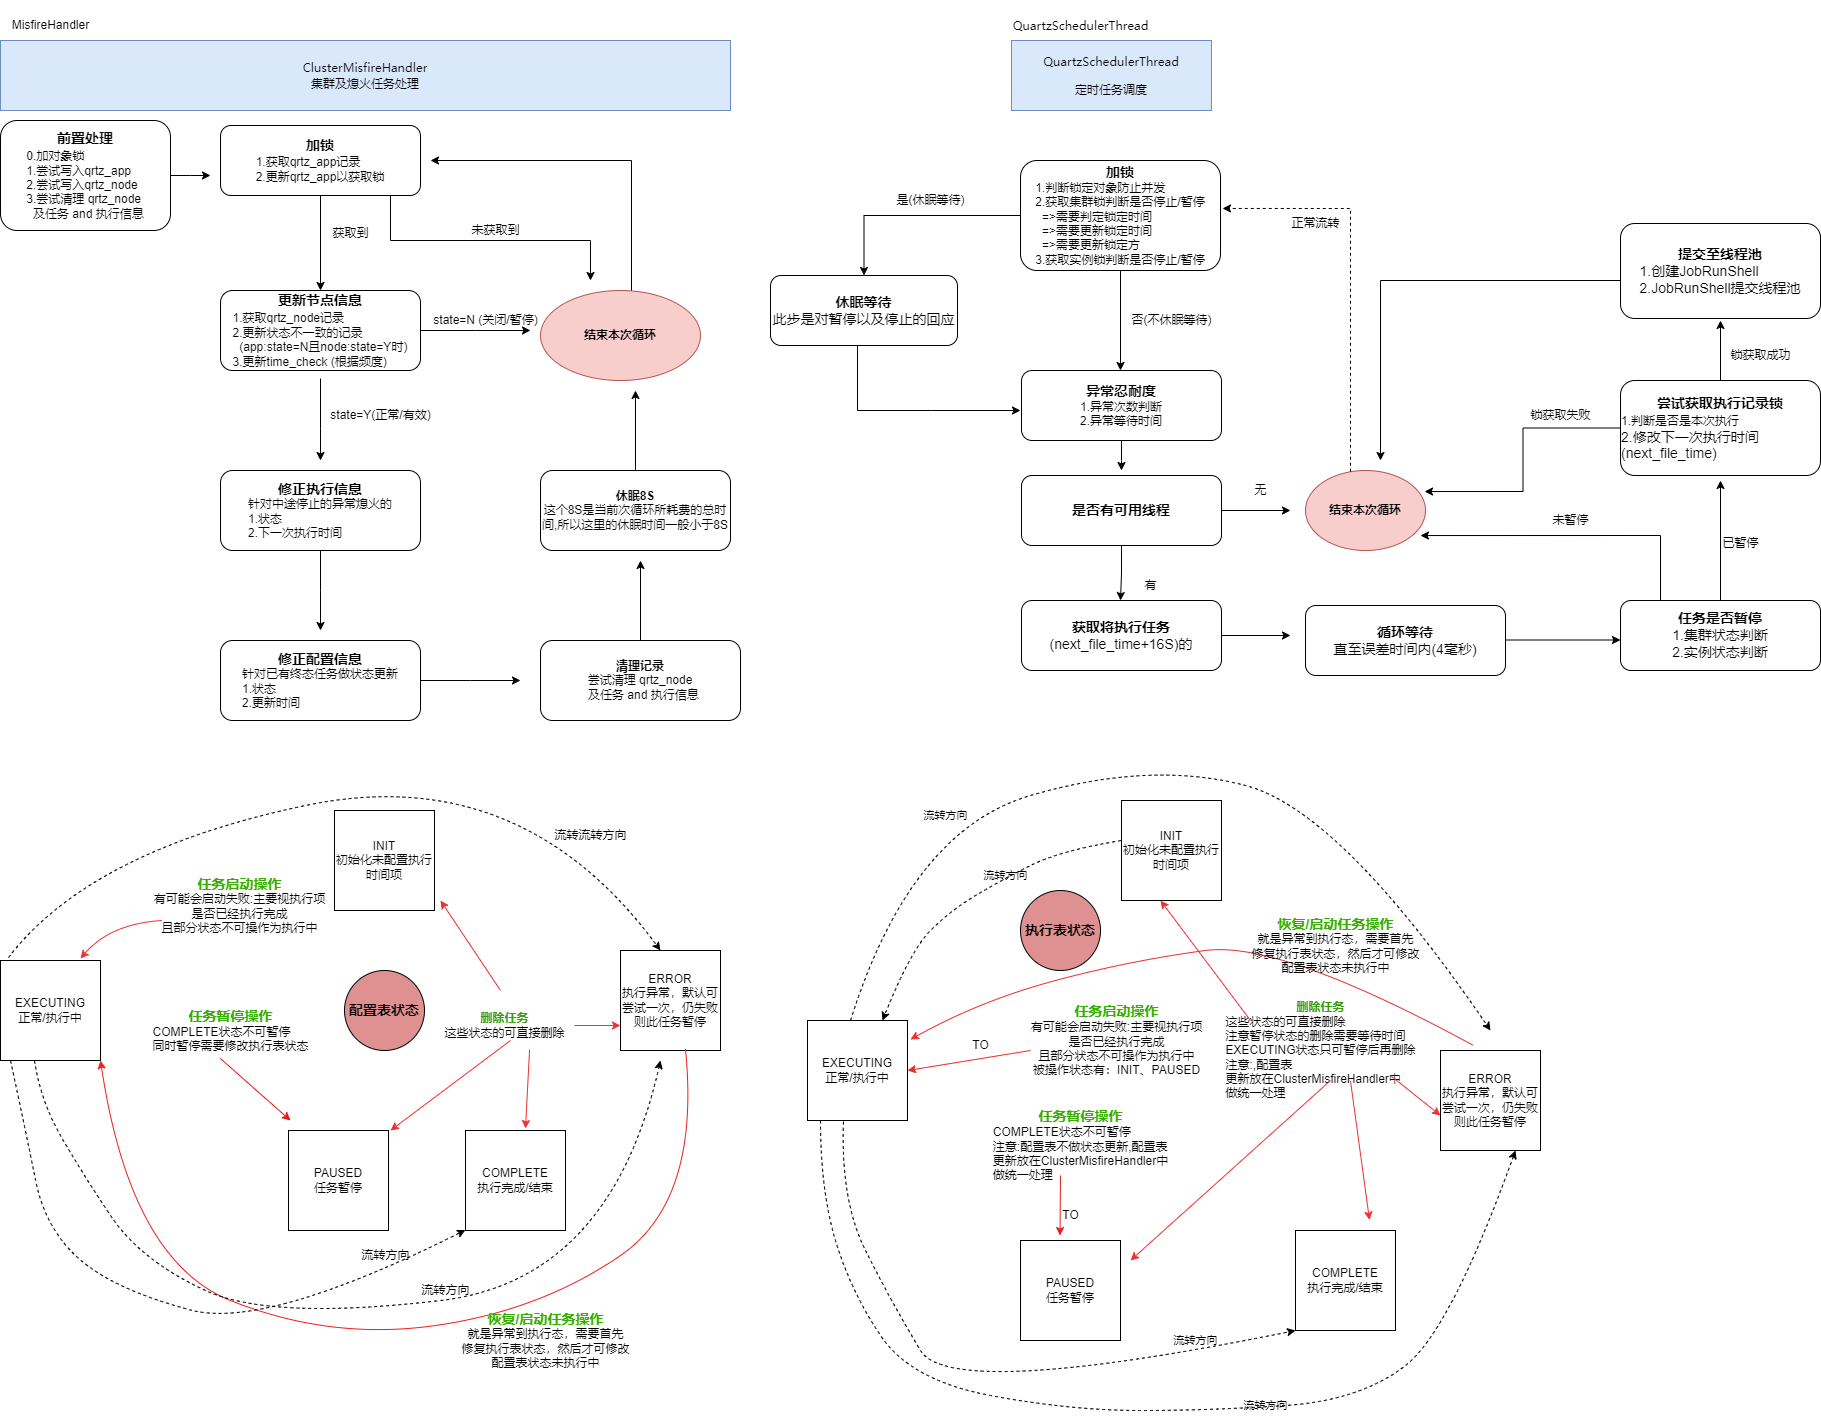 MisfireHandler
ClusterMisfireHandler
集群及熄火任务处理
前置处理
0.加对象锁
1.尝试写入qrtz_app
2.尝试写入qrtz_node
3.尝试清理 qrtz_node
及任务 and 执行信息
加锁
1.获取qrtz_app记录
2.更新qrtz_app以获取锁
获取到
未获取到
更新节点信息
1.获取qrtz_node记录
2.更新状态不一致的记录
(app:state=N且node:state=Y时)
3.更新time_check (根据频度)
state=N (关闭/暂停)
结束本次循环
state=Y(正常/有效)
修正执行信息
针对中途停止的异常熄火的
1.状态
2.下一次执行时间
休眠8S
这个8S是当前次循环所耗费的总时
间,所以这里的休眠时间一般小于8S
修正配置信息
针对已有终态任务做状态更新
1.状态
2.更新时间
清理记录
尝试清理 qrtz_node
及任务 and 执行信息
QuartzSchedulerThread
QuartzSchedulerThread
定时任务调度
加锁
1.判断锁定对象防止并发
2.获取集群锁判断是否停止/暂停
=>需要判定锁定时间
=>需要更新锁定时间
=>需要更新锁定方
3.获取实例锁判断是否停止/暂停
是(休眠等待)
正常流转
休眠等待
此步是对暂停以及停止的回应
否(不休眠等待)
异常忍耐度
1.异常次数判断
2.异常等待时间
是否有可用线程
无
有
结束本次循环
获取将执行任务
(next_file_time+16S)的
循环等待
直至误差时间内(4毫秒)
任务是否暂停
1.集群状态判断
2.实例状态判断
未暂停
已暂停
尝试获取执行记录锁
1.判断是否是本次执行
2.修改下一次执行时间
(next_file_time)
锁获取失败
锁获取成功
提交至线程池
1.创建JobRunShell
2.JobRunShell提交线程池
流转流转方向
INIT
初始化未配置执行
时间项
任务启动操作
有可能会启动失败:主要视执行项
是否已经执行完成
且部分状态不可操作为执行中
EXECUTING
正常/执行中
配置表状态
ERROR
执行异常，默认可
尝试一次，仍失败
则此任务暂停
任务暂停操作
COMPLETE状态不可暂停
同时暂停需要修改执行表状态
删除任务
这些状态的可直接删除
PAUSED
任务暂停
COMPLETE
执行完成/结束
流转方向
流转方向
恢复/启动任务操作
就是异常到执行态，需要首先
修复执行表状态，然后才可修改
配置表状态未执行中
流转方向
INIT
初始化未配置执行
时间项
流转方向
执行表状态
恢复/启动任务操作
就是异常到执行态，需要首先
修复执行表状态，然后才可修改
配置表状态未执行中
EXECUTING
正常/执行中
TO
任务启动操作
有可能会启动失败:主要视执行项
是否已经执行完成
且部分状态不可操作为执行中
被操作状态有：INIT、PAUSED
删除任务
这些状态的可直接删除
注意暂停状态的删除需要等待时间
EXECUTING状态只可暂停后再删除
注意:,配置表
更新放在ClusterMisfireHandler中
做统一处理
ERROR
执行异常，默认可
尝试一次，仍失败
则此任务暂停
任务暂停操作
COMPLETE状态不可暂停
注意:配置表不做状态更新,配置表
更新放在ClusterMisfireHandler中
做统一处理
TO
PAUSED
任务暂停
COMPLETE
执行完成/结束
流转方向
流转方向